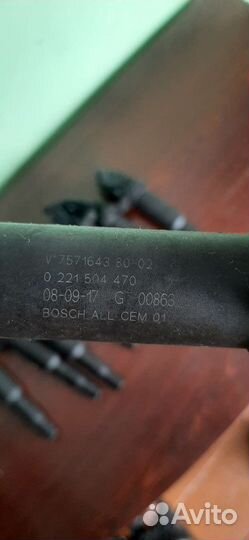 V 7571643 80-02
0 221 504 470
08-09-17 G 00863
BOSCH ALL CEM 01
Avito